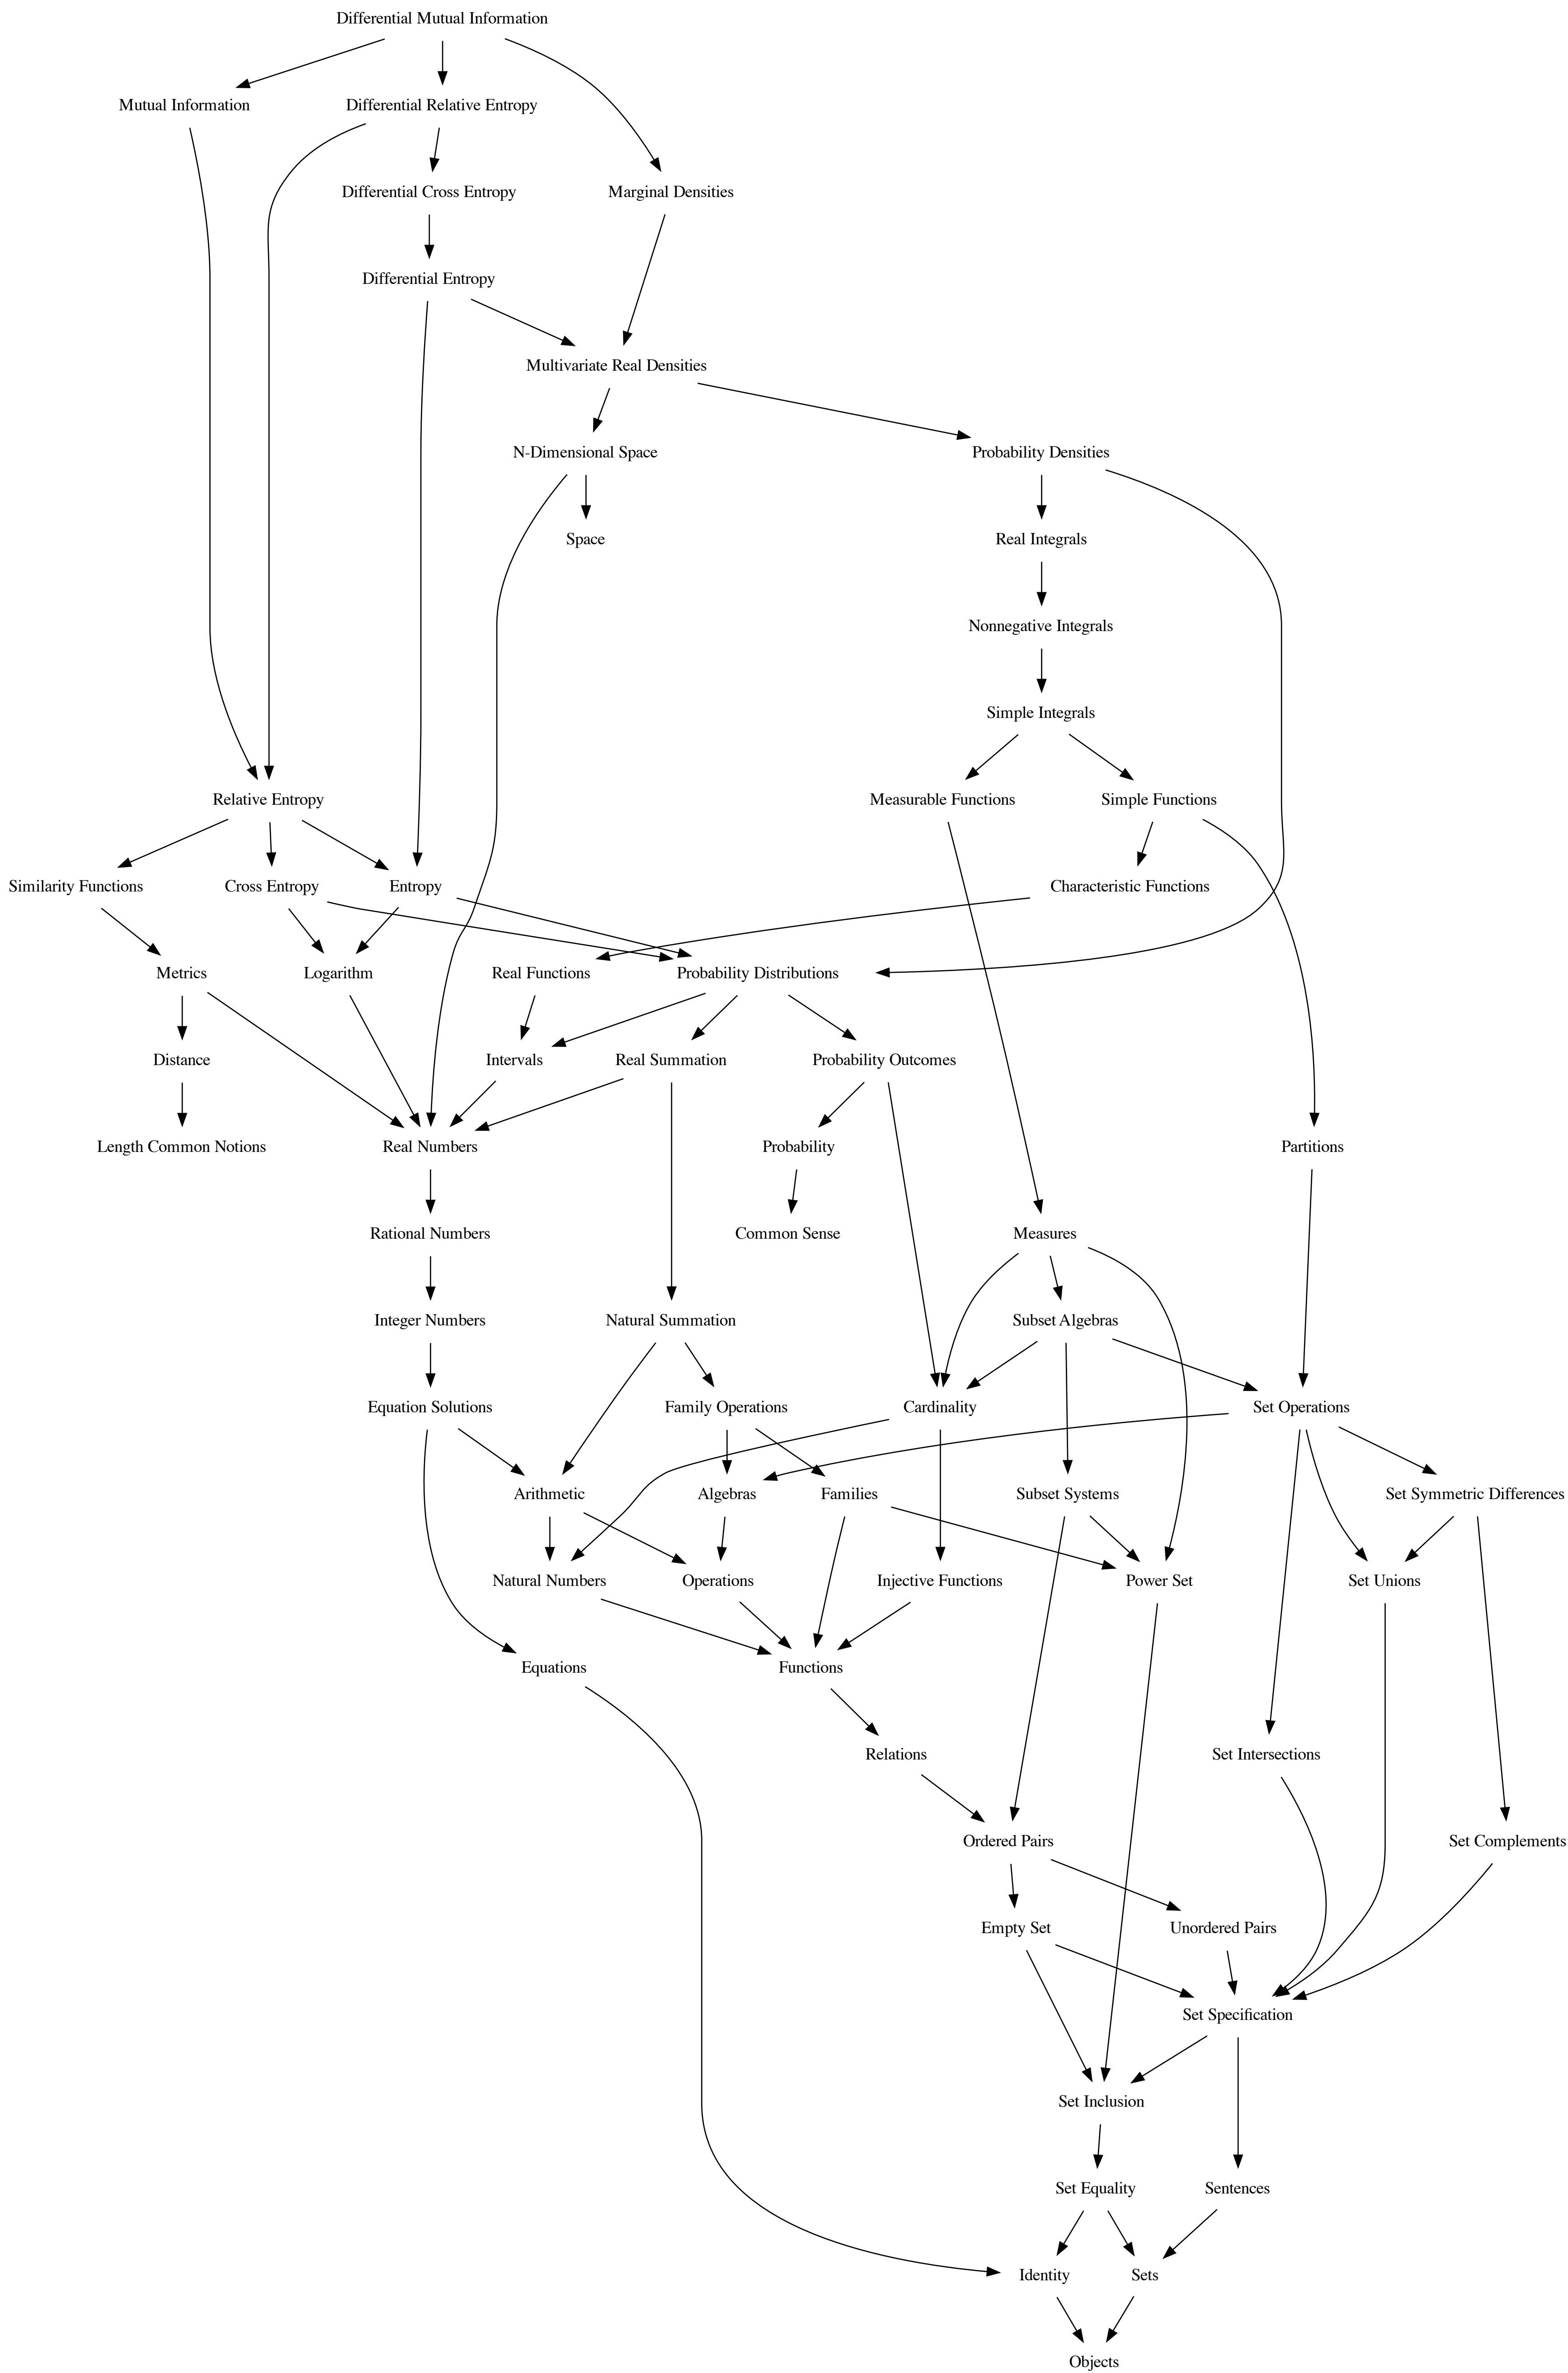 Differential Mutual Information
Mutual Information
Differential Relative Entropy
Differential Cross Entropy
Marginal Densities
Differential Entropy
Multivariate Real Densities
N-Dimensional Space
Probability Densities
Space
Real Integrals
Nonnegative Integrals
Simple Integrals
Relative Entropy
Measurable Functions
Simple Functions
Similarity Functions
Cross Entropy
Entropy
Characteristic Functions
Metrics
Logarithm
Real Functions
Probability Distributions
Distance
Intervals
Real Summation
Probability Outcomes
Length Common Notions
Real Numbers
Probability
Partitions
Rational Numbers
Common Sense
Measures
Integer Numbers
Natural Summation
Subset Algebras
Equation Solutions
Family Operations
Cardinality
Set Operations
Arithmetic
Algebras
Families
Subset Systems
Set Symmetric Differences
Natural Numbers
Operations
Injective Functions
Power Set
Set Unions
Equations
Functions
Relations
Set Intersections
Ordered Pairs
Set Complements
Empty Set
Unordered Pairs
Set Specification
Set Inclusion
Set Equality
Sentences
Identity
Sets
Objects